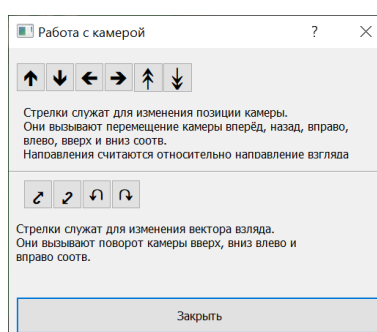 Работа с камерой
?
Стрелки служат для изменения позиции камеры.
Они вызывают перемещение камеры вперёд, назад, вправо,
влево, вверх и вниз соотв.
Направления считаются относительно направление взгляда
Стрелки служат для изменения вектора взляда.
Они вызывают поворот камеры вверх, вниз влево и
вправо соотв.
Закрыть